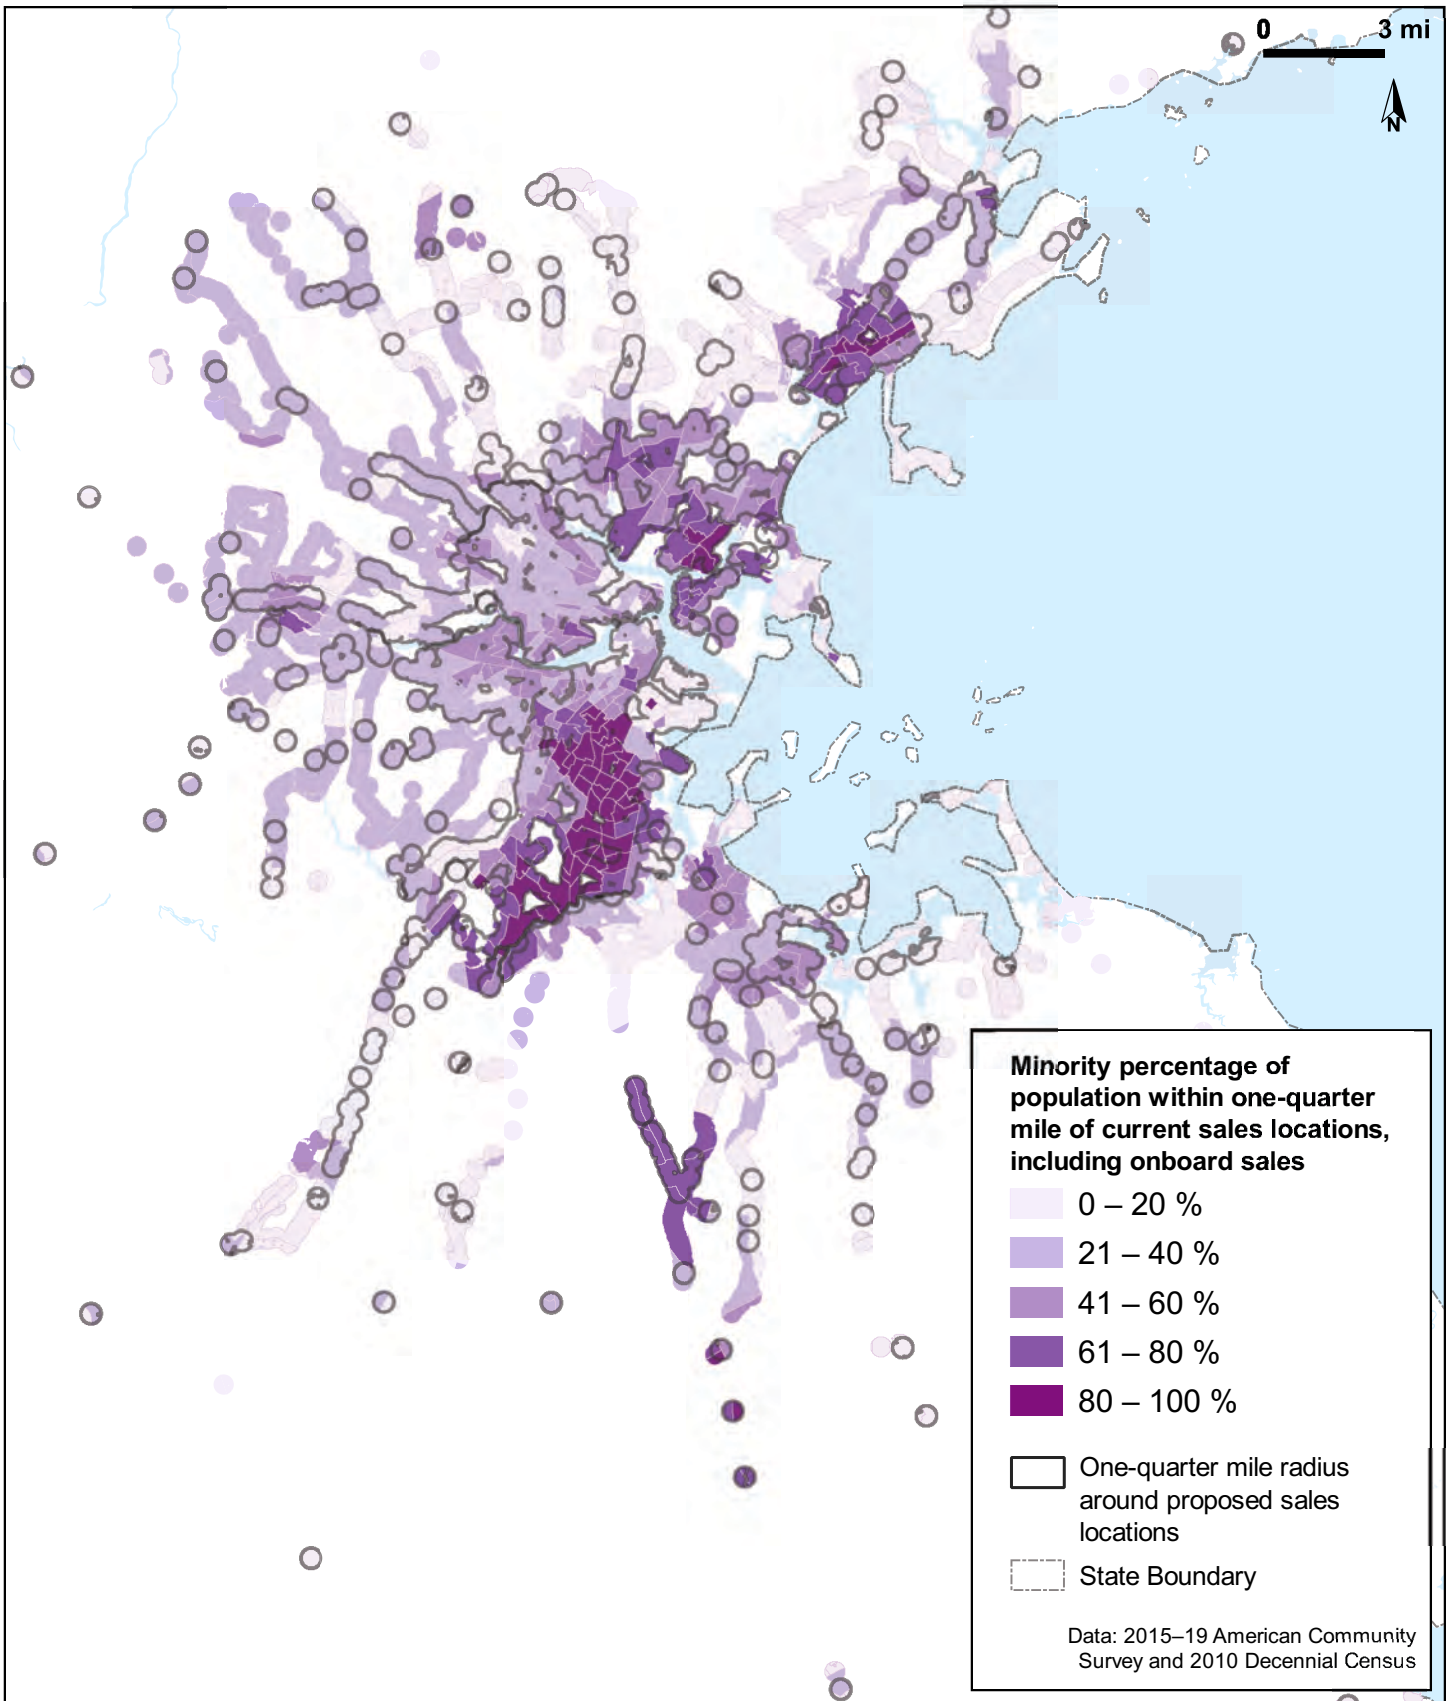 0 3 mi
N
Minority percentage of
population within one-quarter
mile of current sales locations,
including onboard sales
0 – 20 %
21 – 40 %
41 – 60 %
61 – 80 %
80 – 100 %
One-quarter mile radius
around proposed sales
locations
State Boundary
Data: 2015–19 American Community
Survey and 2010 Decennial Census